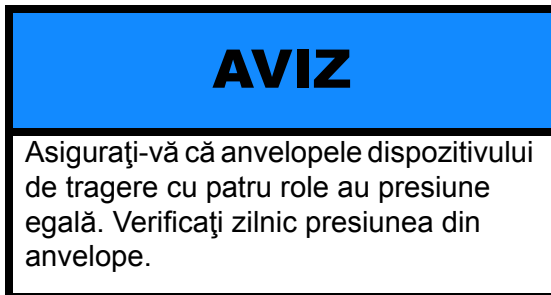 AVIZ
Asiguraţi-vă că anvelopele dispozitivului
de tragere cu patru role au presiune
egală. Verificaţi zilnic presiunea din
anvelope.